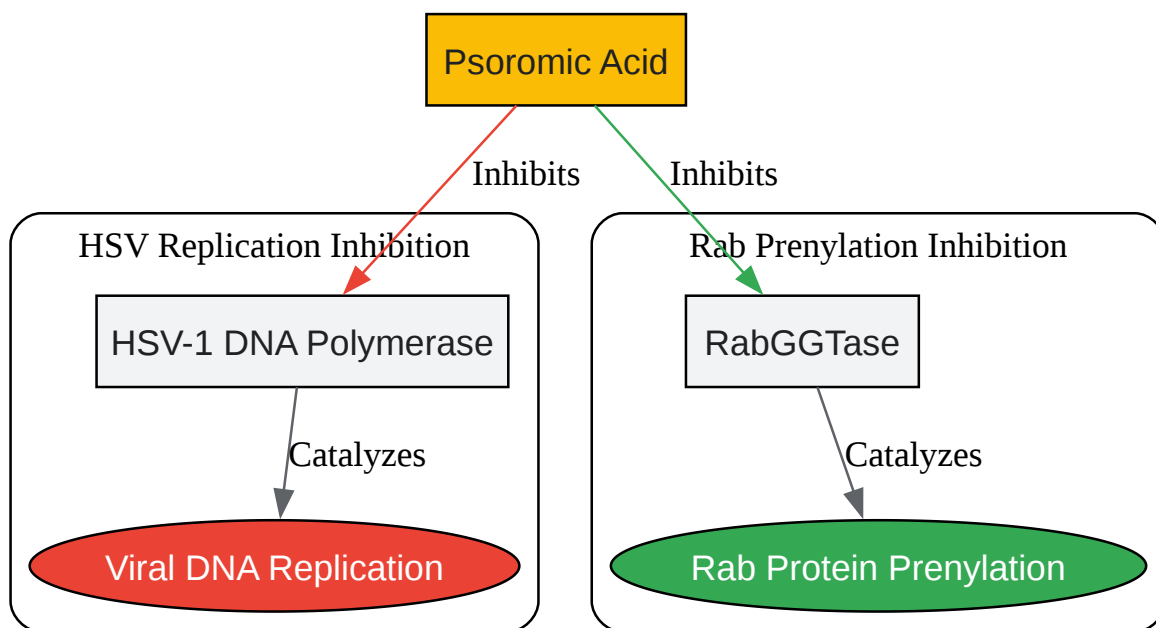 Psoromic Acid
Inhibits
Inhibits
HSV Replication Inhibition
Rab Prenylation Inhibition
HSV-1 DNA Polymerase
RabGGTase
Catalyzes
Catalyzes
Viral DNA Replication
Rab Protein Prenylation